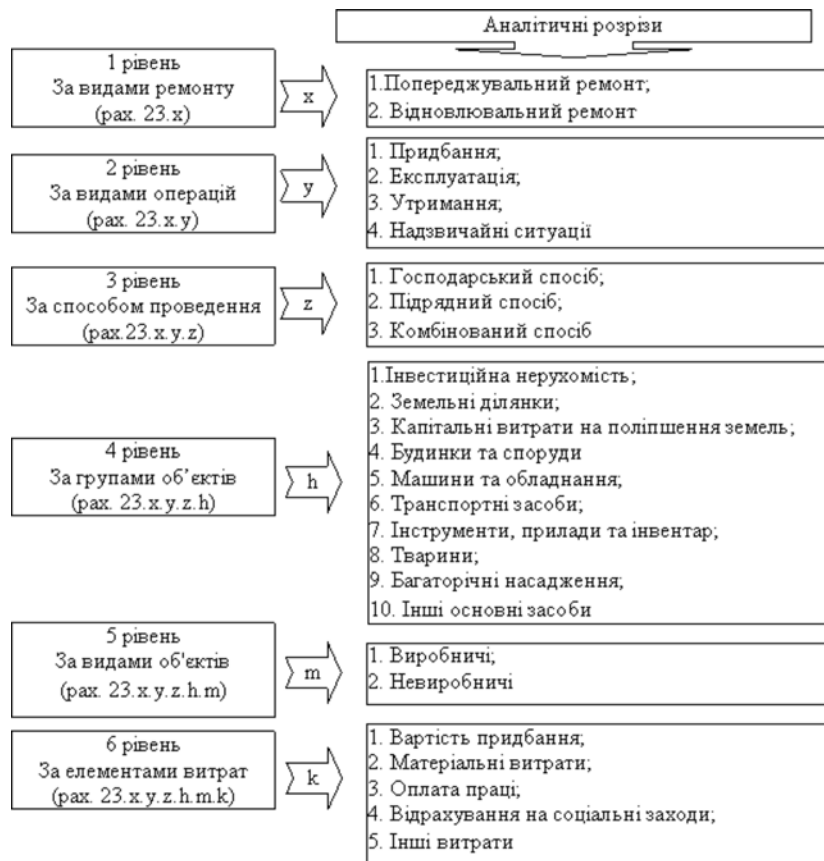 Аналітичні розрізи
1 рівень
За видами ремонту
(рах. 23.x)
x
1.Попереджувальний ремонт;
2. Відновлювальний ремонт
2 рівень
За видами операцій
(рах. 23.x.y)
y
1. Придбання;
2. Експлуатація;
3. Утримання;
4. Надзвичайні ситуації
3 рівень
За способом проведення
(рах.23.x.y.z)
z
1. Господарський спосіб;
2. Підрядний спосіб;
3. Комбінований спосіб
4 рівень
За групами об’єктів
(рах. 23.x.y.z.h)
h
1.Інвестиційна нерухомість;
2. Земельні ділянки;
3. Капітальні витрати на поліпшення земель;
4. Будинки та споруди
5. Машини та обладнання;
6. Транспортні засоби;
7. Інструменти, прилади та інвентар;
8. Тварини;
9. Багаторічні насадження;
10. Інші основні засоби
5 рівень
За видами об'єктів
(рах. 23.x.y.z.h.m)
m
1. Виробничі;
2. Невиробничі
6 рівень
За елементами витрат
(рах. 23.x.y.z.h.m.k)
k
1. Вартість придбання;
2. Матеріальні витрати;
3. Оплата праці;
4. Відрахування на соціальні заходи;
5. Інші витрати